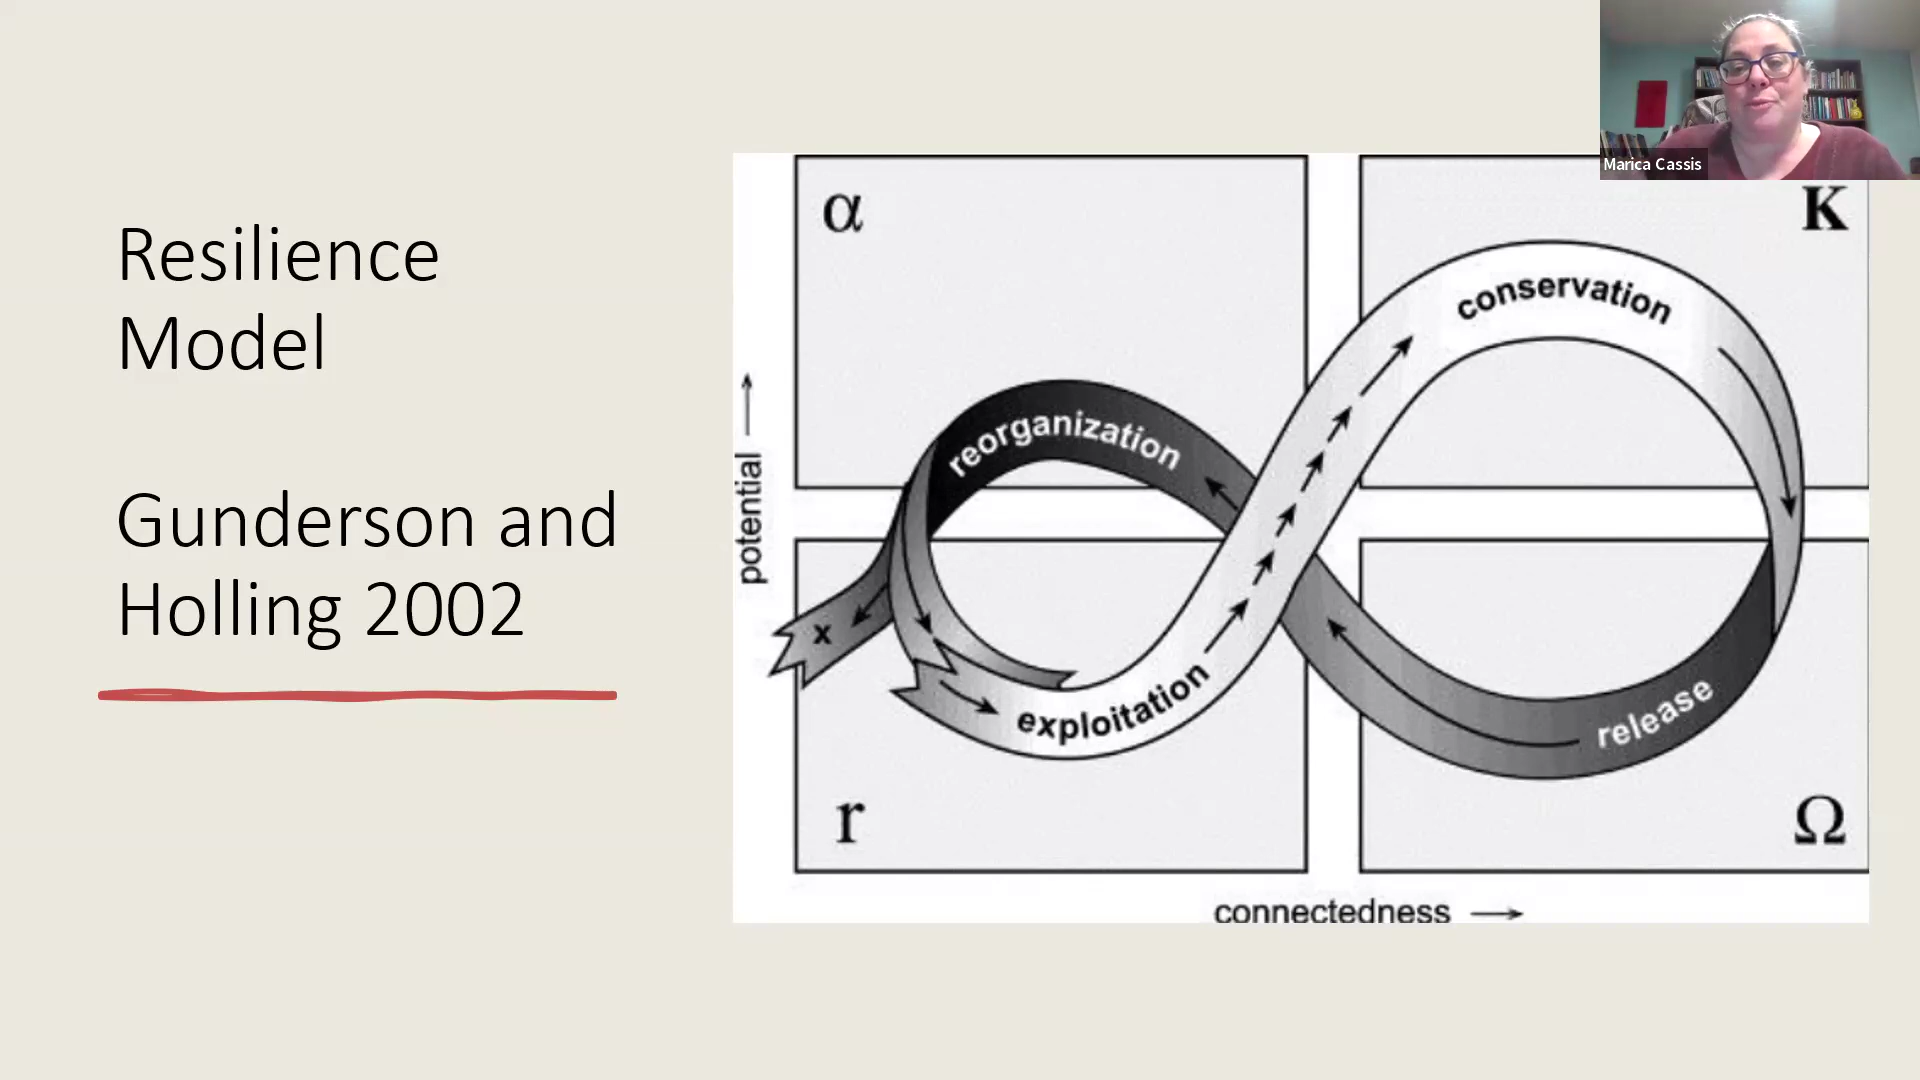 Resilience
Model
Gunderson and
Holling 2002
Marica Cassis
α
K
conservation
reorganization
potential
x
exploitation
release
r
Ω
connectedness